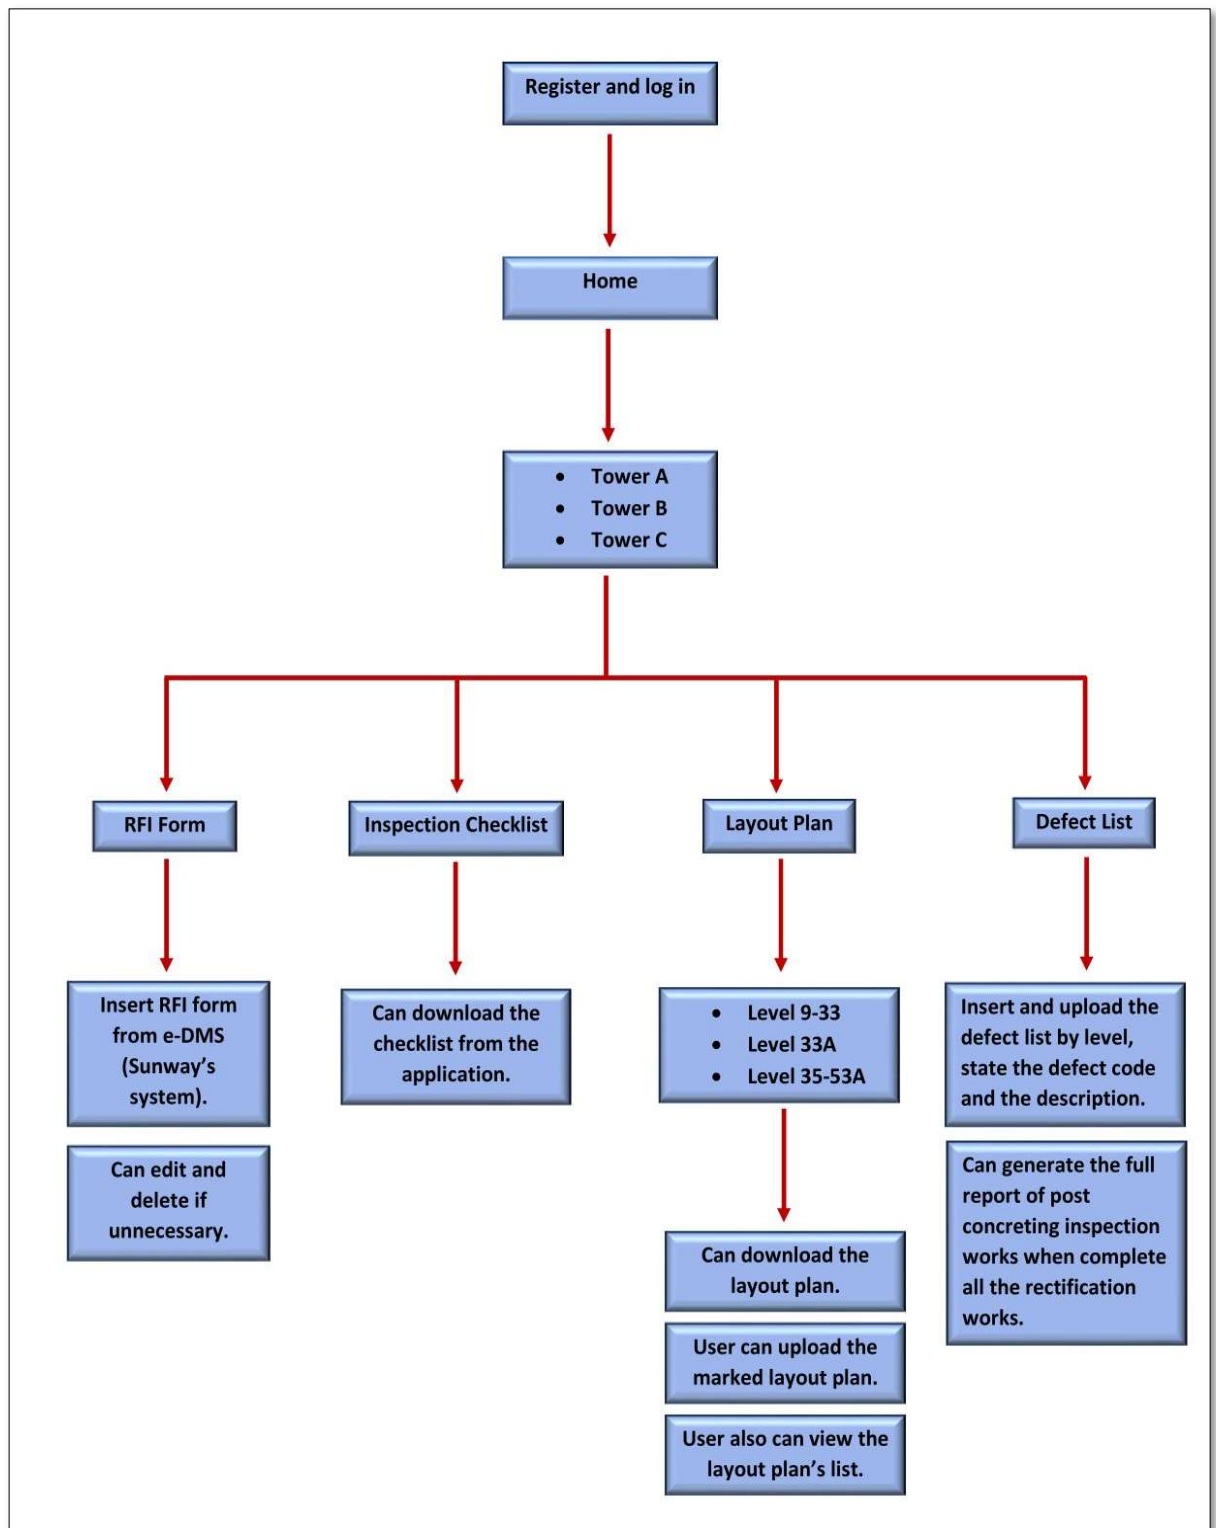 Register and log in
Home
• Tower A
• Tower B
• Tower C
RFI Form
Inspection Checklist
Layout Plan
Defect List
Insert RFI form
from e-DMS
(Sunway’s
system).
Can edit and
delete if
unnecessary.
Can download the
checklist from the
application.
• Level 9-33
• Level 33A
• Level 35-53A
Can download the
layout plan.
User can upload the
marked layout plan.
User also can view the
layout plan’s list.
Insert and upload the
defect list by level,
state the defect code
and the description.
Can generate the full
report of post
concreting inspection
works when complete
all the rectification
works.